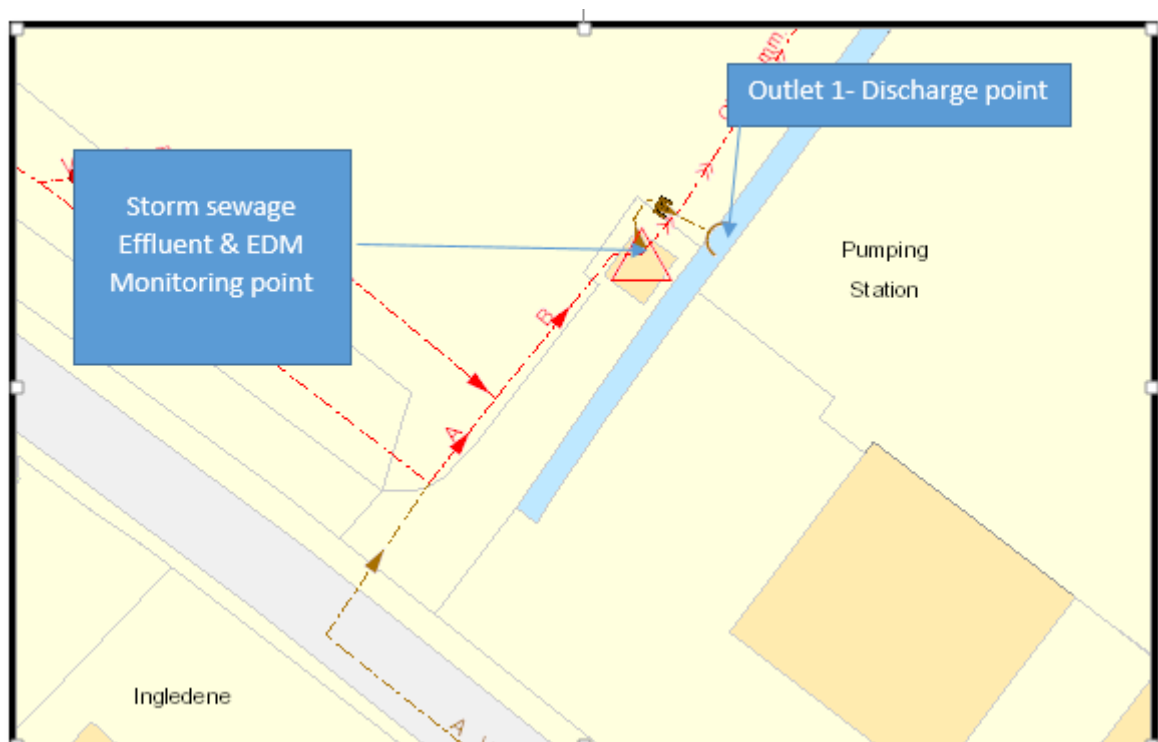 Outlet 1- Discharge point
Storm sewage
Effluent & EDM
Monitoring point
Pumping
Station
B
A
Ingledene
A